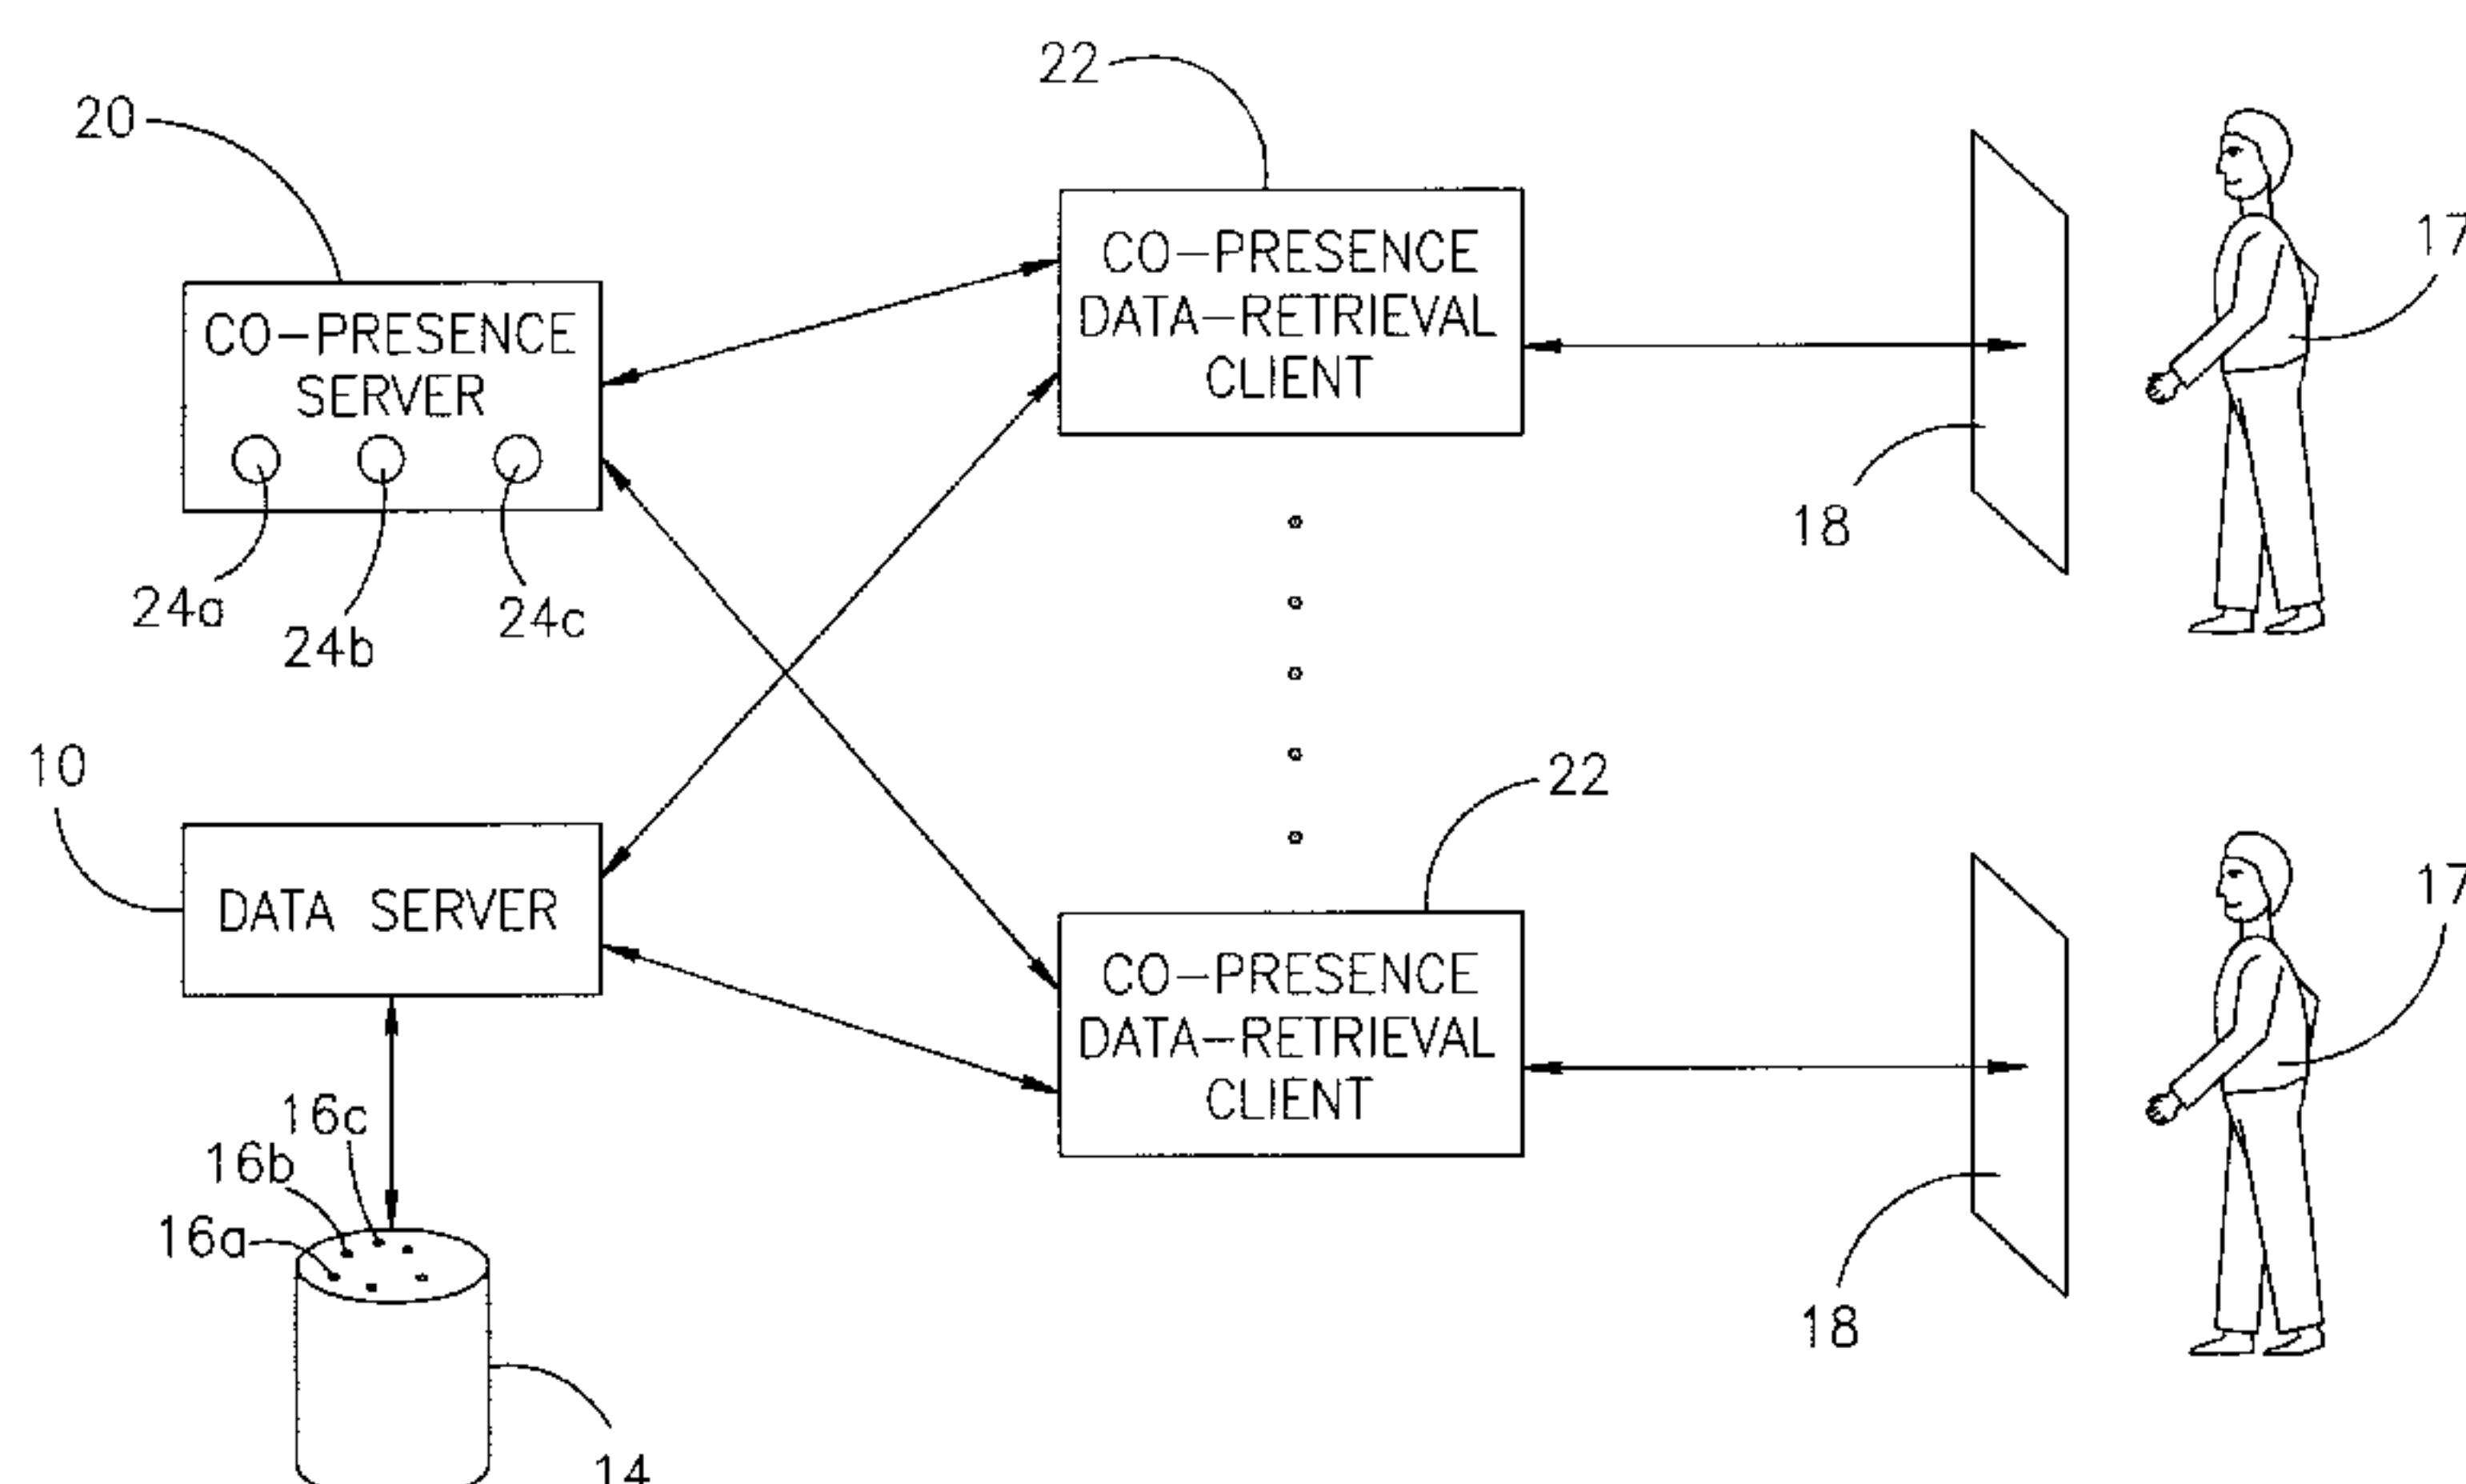 22
20
CO-PRESENCE
DATA-RETRIEVAL
CLIENT
17
CO-PRESENCE
SERVER
18
24a
24b
24c
10
22
DATA SERVER
17
CO-PRESENCE
DATA-RETRIEVAL
CLIENT
16c
16b
16a
18
14